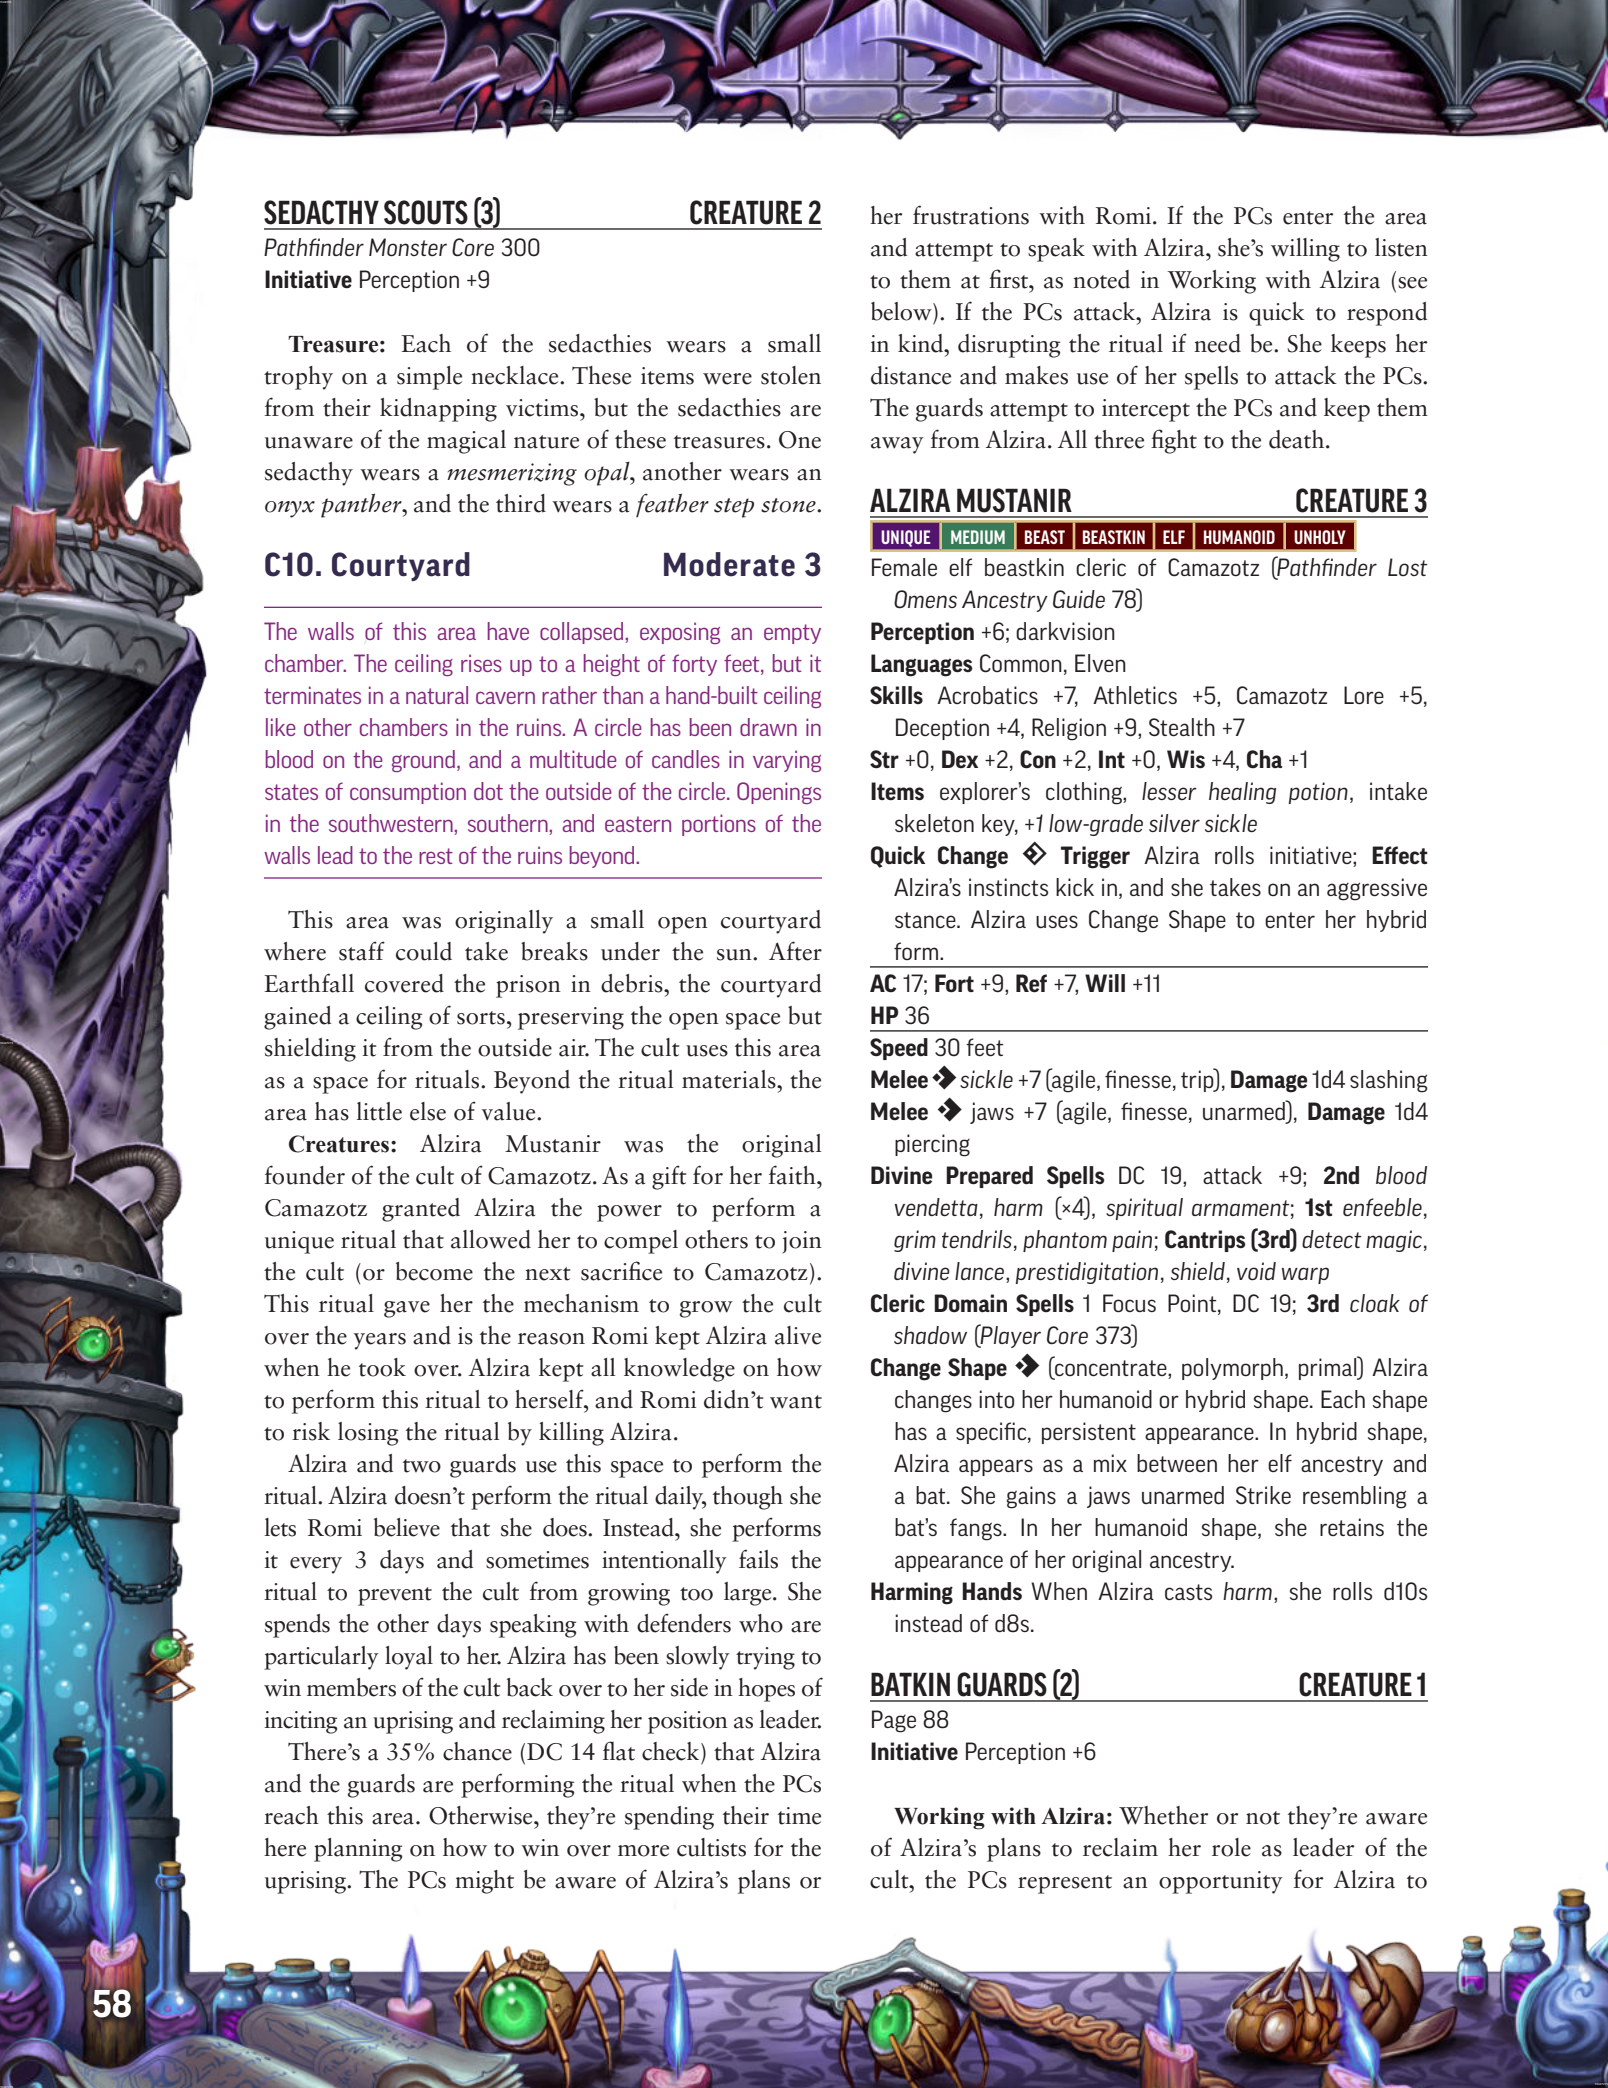 SEDACTHY SCOUTS (3) CREATURE 2
Pathfinder Monster Core 300
Initiative Perception +9
Treasure: Each of the sedacthies wears a small
trophy on a simple necklace. These items were stolen
from their kidnapping victims, but the sedacthies are
unaware of the magical nature of these treasures. One
sedacthy wears a mesmerizing opal, another wears an
onyx panther, and the third wears a feather step stone.
C10. Courtyard Moderate 3
The walls of this area have collapsed, exposing an empty
chamber. The ceiling rises up to a height of forty feet, but it
terminates in a natural cavern rather than a hand-built ceiling
like other chambers in the ruins. A circle has been drawn in
blood on the ground, and a multitude of candles in varying
states of consumption dot the outside of the circle. Openings
in the southwestern, southern, and eastern portions of the
walls lead to the rest of the ruins beyond.
This area was originally a small open courtyard
where staff could take breaks under the sun. After
Earthfall covered the prison in debris, the courtyard
gained a ceiling of sorts, preserving the open space but
shielding it from the outside air. The cult uses this area
as a space for rituals. Beyond the ritual materials, the
area has little else of value.
Creatures: Alzira Mustanir was the original
founder of the cult of Camazotz. As a gift for her faith,
Camazotz granted Alzira the power to perform a
unique ritual that allowed her to compel others to join
the cult (or become the next sacrifice to Camazotz).
This ritual gave her the mechanism to grow the cult
over the years and is the reason Romi kept Alzira alive
when he took over. Alzira kept all knowledge on how
to perform this ritual to herself, and Romi didn't want
to risk losing the ritual by killing Alzira.
Alzira and two guards use this space to perform the
ritual. Alzira doesn't perform the ritual daily, though she
lets Romi believe that she does. Instead, she performs
it every 3 days and sometimes intentionally fails the
ritual to prevent the cult from growing too large. She
spends the other days speaking with defenders who are
particularly loyal to her. Alzira has been slowly trying to
win members of the cult back over to her side in hopes of
inciting an uprising and reclaiming her position as leader.
There's a 35% chance (DC 14 flat check) that Alzira
and the guards are performing the ritual when the PCs
reach this area. Otherwise, they're spending their time
here planning on how to win over more cultists for the
uprising. The PCs might be aware of Alzira's plans or
her frustrations with Romi. If the PCs enter the area
and attempt to speak with Alzira, she's willing to listen
to them at first, as noted in Working with Alzira (see
below). If the PCs attack, Alzira is quick to respond
in kind, disrupting the ritual if need be. She keeps her
distance and makes use of her spells to attack the PCs.
The guards attempt to intercept the PCs and keep them
away from Alzira. All three fight to the death.
ALZIRA MUSTANIR CREATURE 3
UNIQUE MEDIUM BEAST BEASTKIN ELF HUMANOID UNHOLY
Female elf beastkin cleric of Camazotz (Pathfinder Lost
Omens Ancestry Guide 78)
Perception +6; darkvision
Languages Common, Elven
Skills Acrobatics +7, Athletics +5, Camazotz Lore +5,
Deception +4, Religion +9, Stealth +7
Str +0, Dex +2, Con +2, Int +0, Wis +4, Cha +1
Items explorer's clothing, lesser healing potion, intake
skeleton key, +1 low-grade silver sickle
Quick Change Trigger Alzira rolls initiative; Effect
Alzira's instincts kick in, and she takes on an aggressive
stance. Alzira uses Change Shape to enter her hybrid
form.
AC 17; Fort +9, Ref +7, Will +11
HP 36
Speed 30 feet
Melee sickle +7 (agile, finesse, trip), Damage 1d4 slashing
Melee jaws +7 (agile, finesse, unarmed), Damage 1d4
piercing
Divine Prepared Spells DC 19, attack +9; 2nd blood
vendetta, harm (×4), spiritual armament; 1st enfeeble,
grim tendrils, phantom pain; Cantrips (3rd) detect magic,
divine lance, prestidigitation, shield, void warp
Cleric Domain Spells 1 Focus Point, DC 19; 3rd cloak of
shadow (Player Core 373)
Change Shape (concentrate, polymorph, primal) Alzira
changes into her humanoid or hybrid shape. Each shape
has a specific, persistent appearance. In hybrid shape,
Alzira appears as a mix between her elf ancestry and
a bat. She gains a jaws unarmed Strike resembling a
bat's fangs. In her humanoid shape, she retains the
appearance of her original ancestry.
Harming Hands When Alzira casts harm, she rolls d10s
instead of d8s.
BATKIN GUARDS (2) CREATURE 1
Page 88
Initiative Perception +6
Working with Alzira: Whether or not they're aware
of Alzira's plans to reclaim her role as leader of the
cult, the PCs represent an opportunity for Alzira to
58